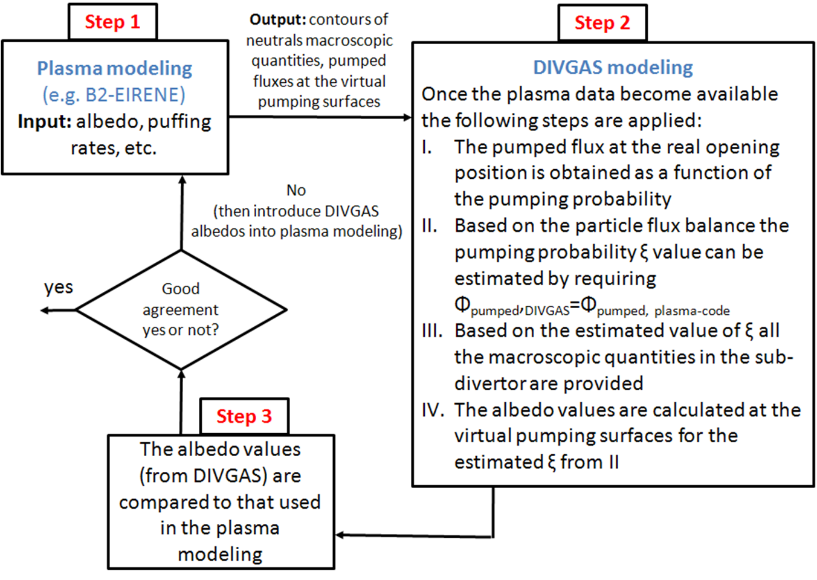 Step 1
Plasma modeling
(e.g. B2-EIRENE)
Input: albedo, puffing
rates, etc.
Output: contours of
neutrals macroscopic
quantities, pumped
fluxes at the virtual
pumping surfaces
Step 2
DIVGAS modeling
Once the plasma data become available
the following steps are applied:
I. The pumped flux at the real opening
position is obtained as a function of
the pumping probability
II. Based on the particle flux balance the
pumping probability ξ value can be
estimated by requiring
Φpumped,DIVGAS=Φpumped, plasma-code
III. Based on the estimated value of ξ all
the macroscopic quantities in the sub-
divertor are provided
IV. The albedo values are calculated at the
virtual pumping surfaces for the
estimated ξ from II
Step 3
The albedo values
(from DIVGAS) are
compared to that used
in the plasma
modeling
Good
agreement
yes or not?
yes
No
(then introduce DIVGAS
albedos into plasma modeling)